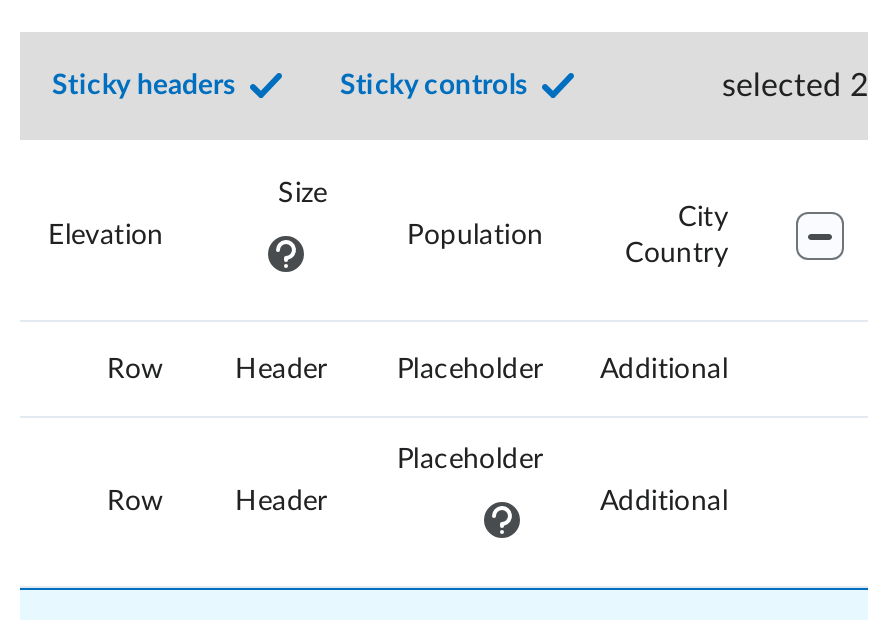 Sticky headers Sticky controls selected 2
Elevation Size Population City Country
Row Header Placeholder Additional
Row Header Placeholder Additional